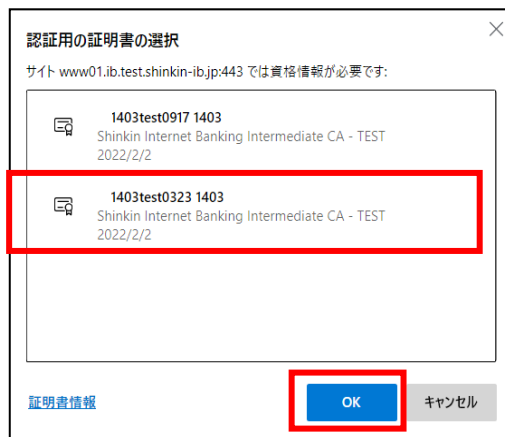 認証用の証明書の選択
サイト www01.ib.test.shinkin-ib.jp:443 では資格情報が必要です:
1403test0917 1403
Shinkin Internet Banking Intermediate CA - TEST
2022/2/2
1403test0323 1403
Shinkin Internet Banking Intermediate CA - TEST
2022/2/2
証明書情報
OK
キャンセル